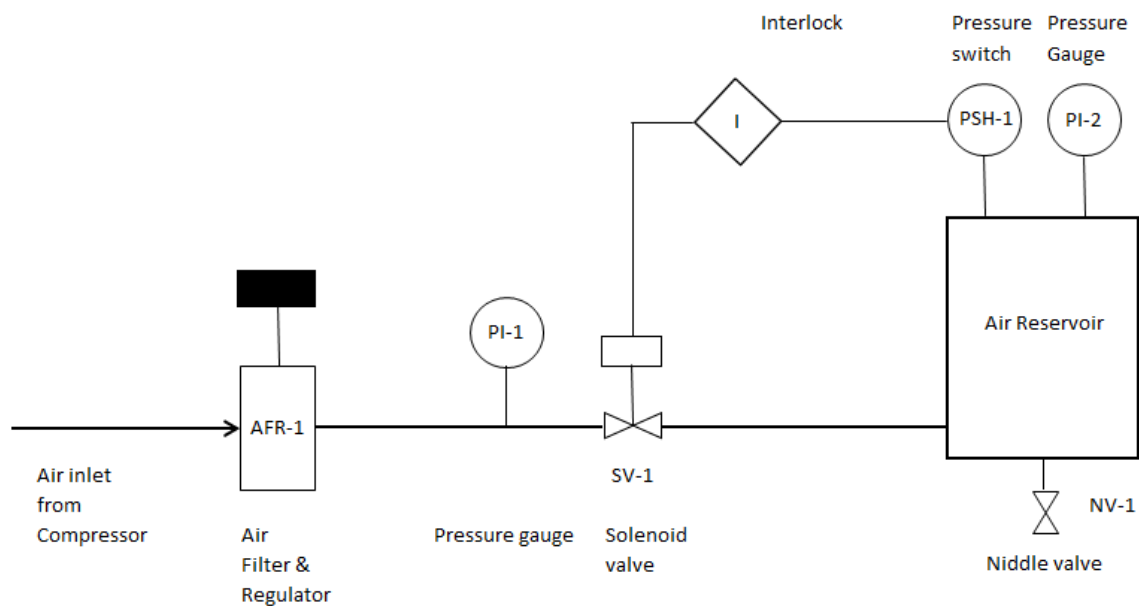 Interlock
Pressure
switch
Pressure
Gauge
I
PSH-1
PI-2
PI-1
Air Reservoir
AFR-1
Air inlet
from
Compressor
SV-1
NV-1
Air
Filter &
Regulator
Pressure gauge
Solenoid
valve
Niddle valve